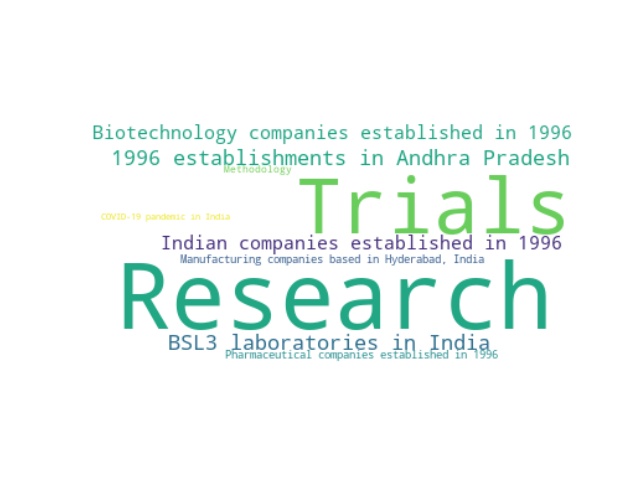 Biotechnology companies established in 1996
1996 establishments in Andhra Pradesh
Methodology
Trials
COVID-19 pandemic in India
Indian companies established in 1996
Manufacturing companies based in Hyderabad, India
Research
BSL3 laboratories in India
Pharmaceutical companies established in 1996